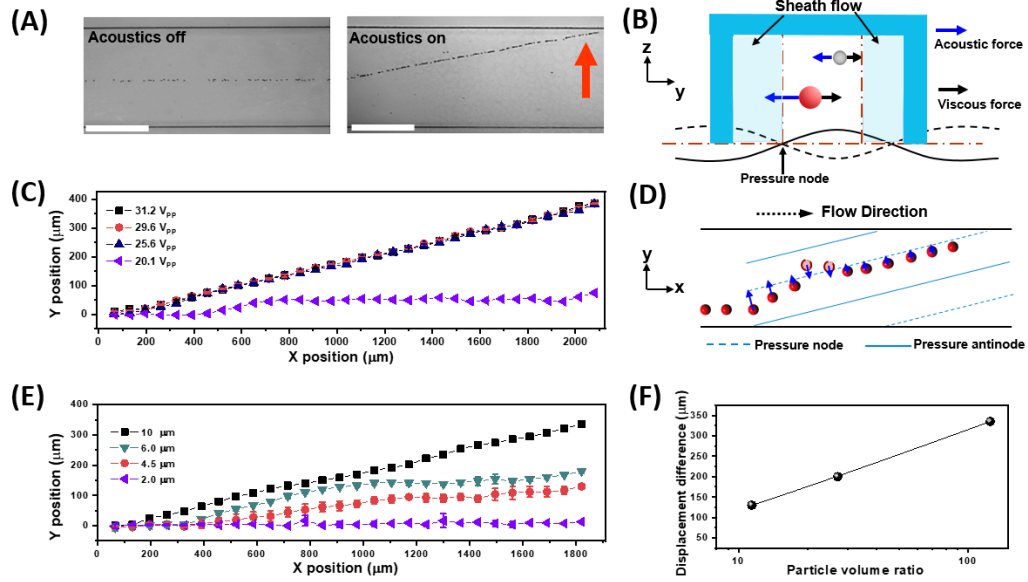 (A)
Acoustics off
Acoustics on
(B)
Sheath flow
z
y
Acoustic force
Viscous force
Pressure node
(C)
Y position (μm)
400
300
200
100
0
31.2 VPP
29.6 VPP
25.6 VPP
20.1 VPP
0 200 400 600 800 1000 1200 1400 1600 1800 2000
X position (μm)
(D)
Flow Direction
y
x
Pressure node
Pressure antinode
(E)
Y position (μm)
400
300
200
100
0
10 μm
6.0 μm
4.5 μm
2.0 μm
0 200 400 600 800 1000 1200 1400 1600 1800
X position (μm)
(F)
Displacement difference (μm)
350
300
250
200
150
100
50
10 100
Particle volume ratio